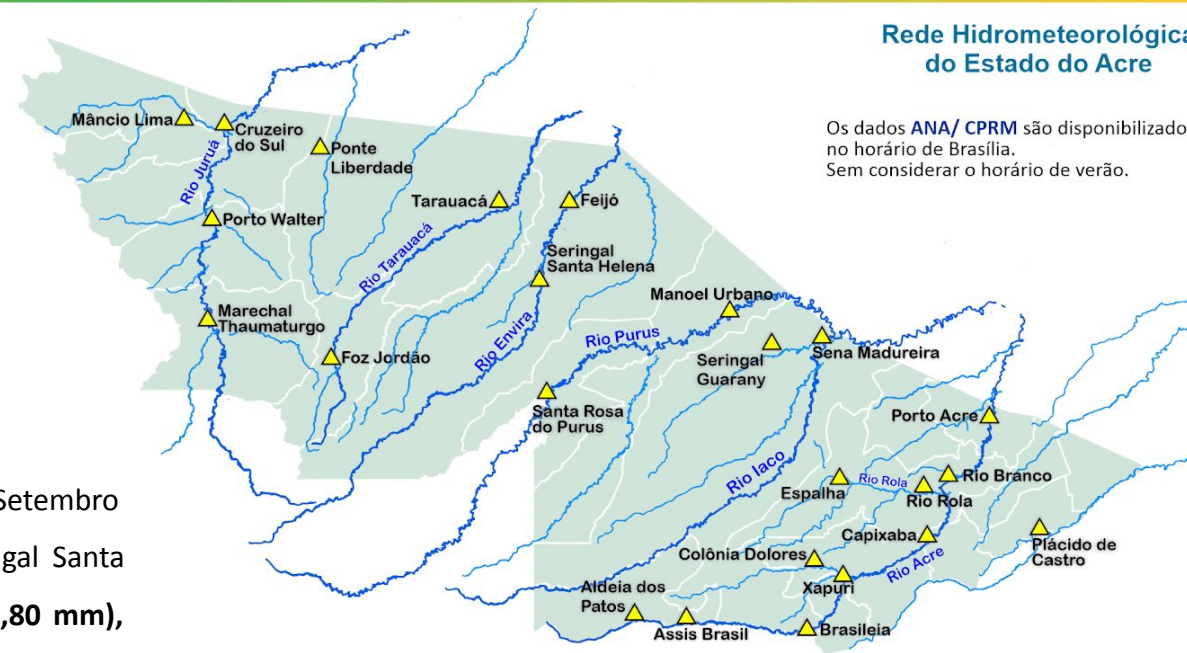 Rede Hidrometeorológica
do Estado do Acre
Os dados ANA/ CPRM são disponibilizado
no horário de Brasília.
Sem considerar o horário de verão.
Mâncio Lima
Cruzeiro
do Sul
Ponte
Liberdade
Rio Juruá
Tarauacá
Feijó
Porto Walter
Rio Tarauacá
Seringal
Santa Helena
Manoel Urbano
Marechal
Thaumaturgo
Foz Jordão
Rio Envira
Rio Purus
Seringal
Guarany
Sena Madureira
Santa Rosa
do Purus
Porto Acre
Rio Iaco
Espalha
Rio Rola
Rio Rola
Rio Branco
Setembro
gal Santa
,80 mm),
Capixaba
Plácido de
Castro
Colônia Dolores
Rio Acre
Xapuri
Aldeia dos
Patos
Assis Brasil
Brasileia